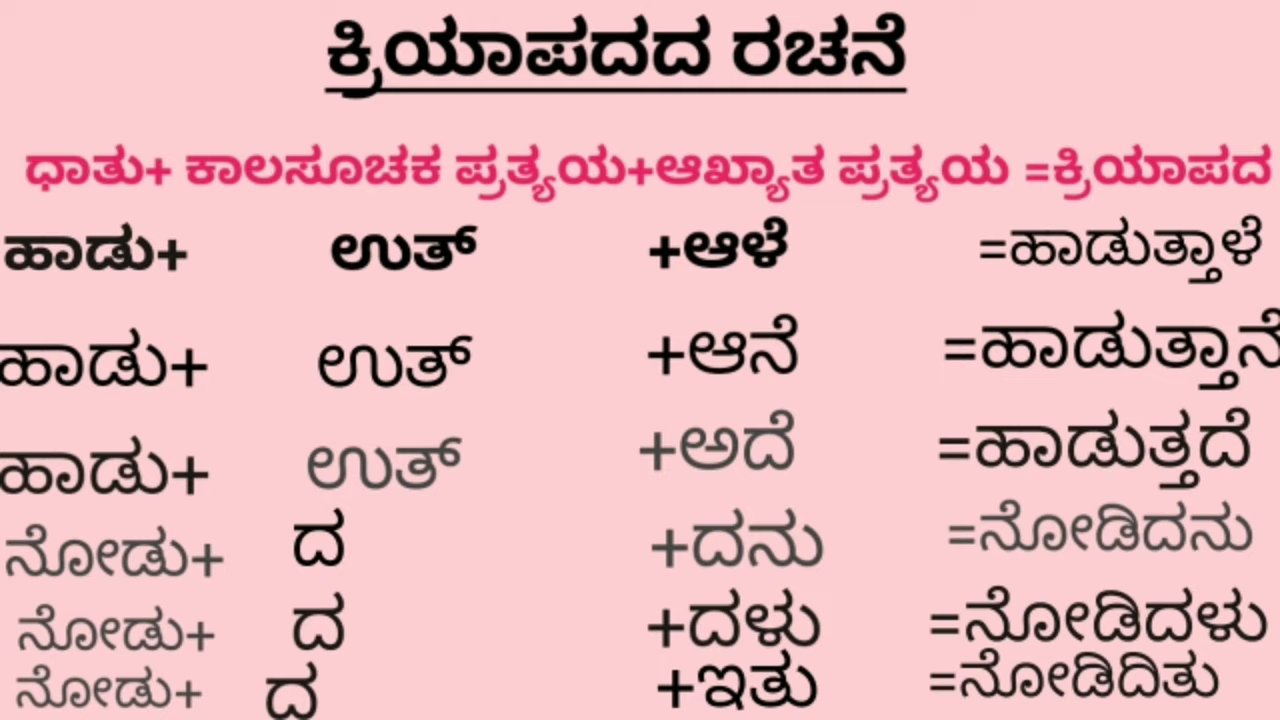 ಕ್ರಿಯಾಪದದ ರಚನೆ
ಧಾತು+ ಕಾಲಸೂಚಕ ಪ್ರತ್ಯಯ+ಆಖ್ಯಾತ ಪ್ರತ್ಯಯ =ಕ್ರಿಯಾಪದ
ಹಾಡು+ ಉತ್ +ಆಳೆ =ಹಾಡುತ್ತಾಳೆ
ಹಾಡು+ ಉತ್ +ಆನೆ =ಹಾಡುತ್ತಾನೆ
ಹಾಡು+ ಉತ್ +ಅದೆ =ಹಾಡುತ್ತದೆ
ನೋಡು+ ದ +ದನು =ನೋಡಿದನು
ನೋಡು+ ದ +ದಳು =ನೋಡಿದಳು
ನೋಡು+ ದ +ಇತು =ನೋಡಿದಿತು